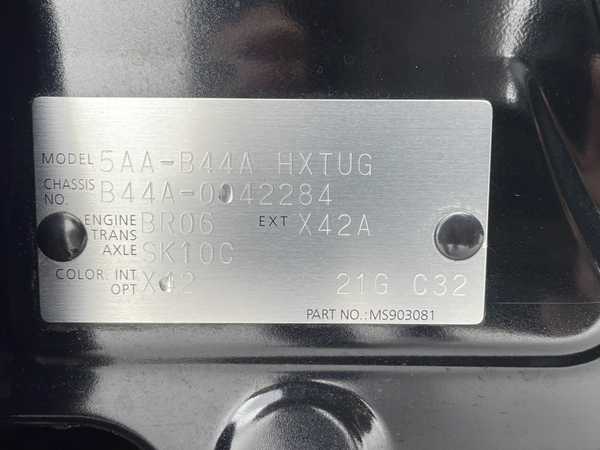 MODEL 5AA-B44A HXTUG
CHASSIS NO. B44A-0042284
ENGINE BR06 EXT X42A
TRANS AXLE SK10C
COLOR: INT OPT X42 21G C32
PART NO.: MS903081